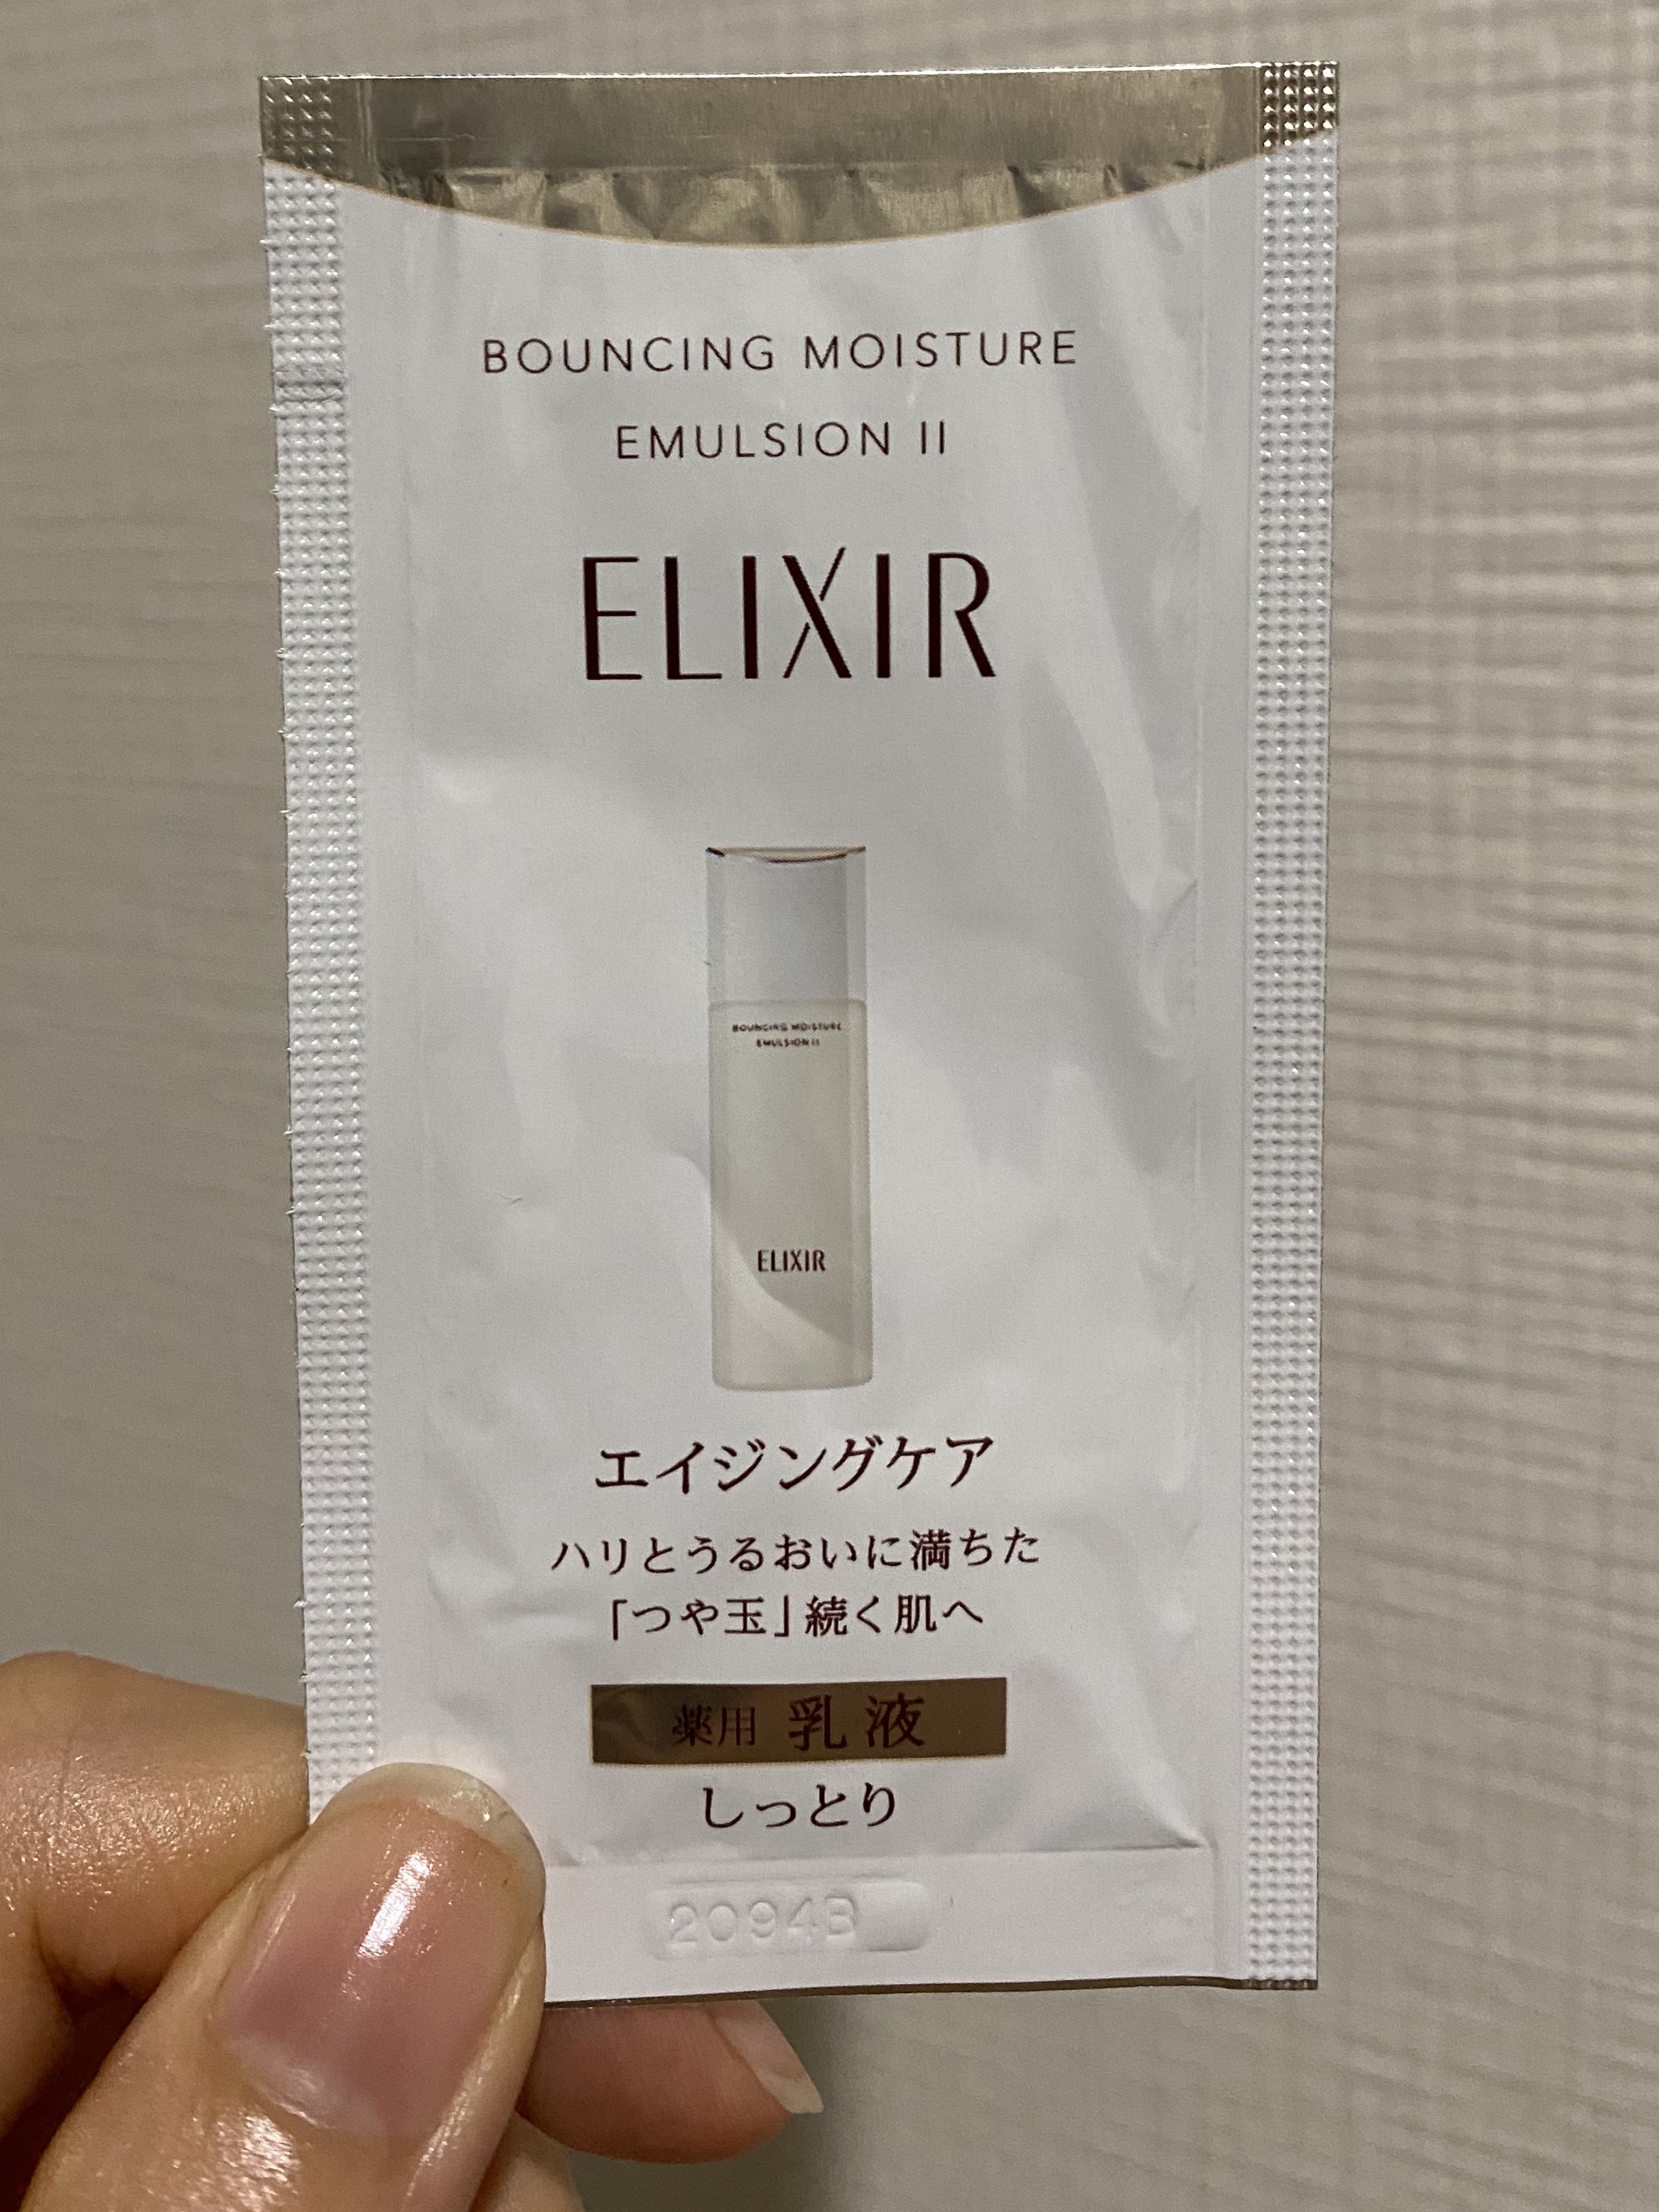 BOUNCING MOISTURE
EMULSION II
ELIXIR
BOUNCING MOISTURE
EMULSION II
ELIXIR
エイジングケア
ハリとうるおいに満ちた
「つや玉」続く肌へ
薬用 乳液
しっとり
2094B